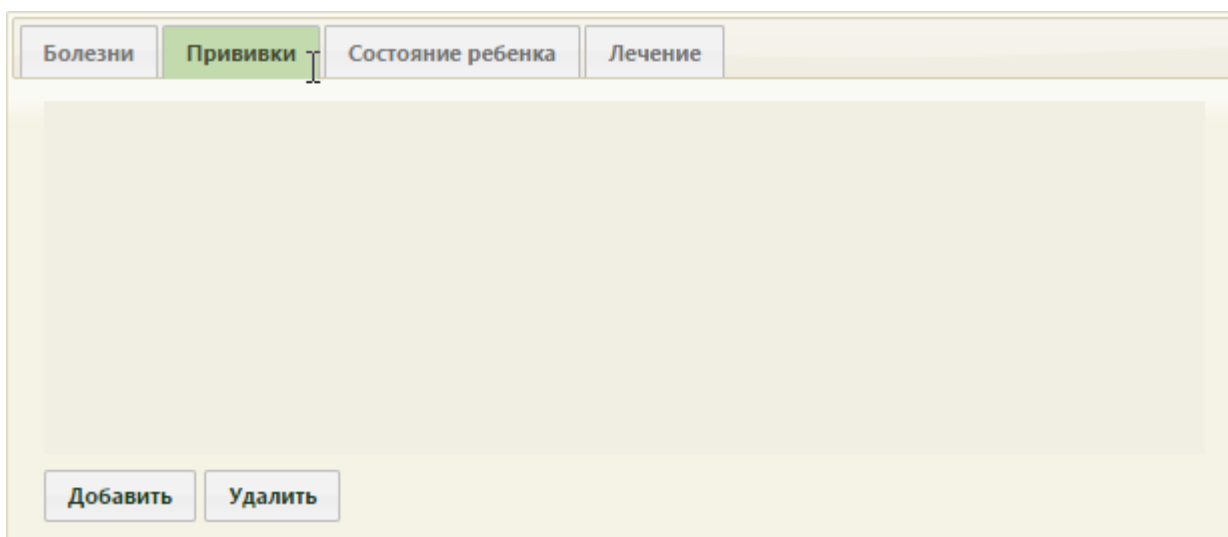 Болезни Прививки Состояние ребенка Лечение
Добавить Удалить